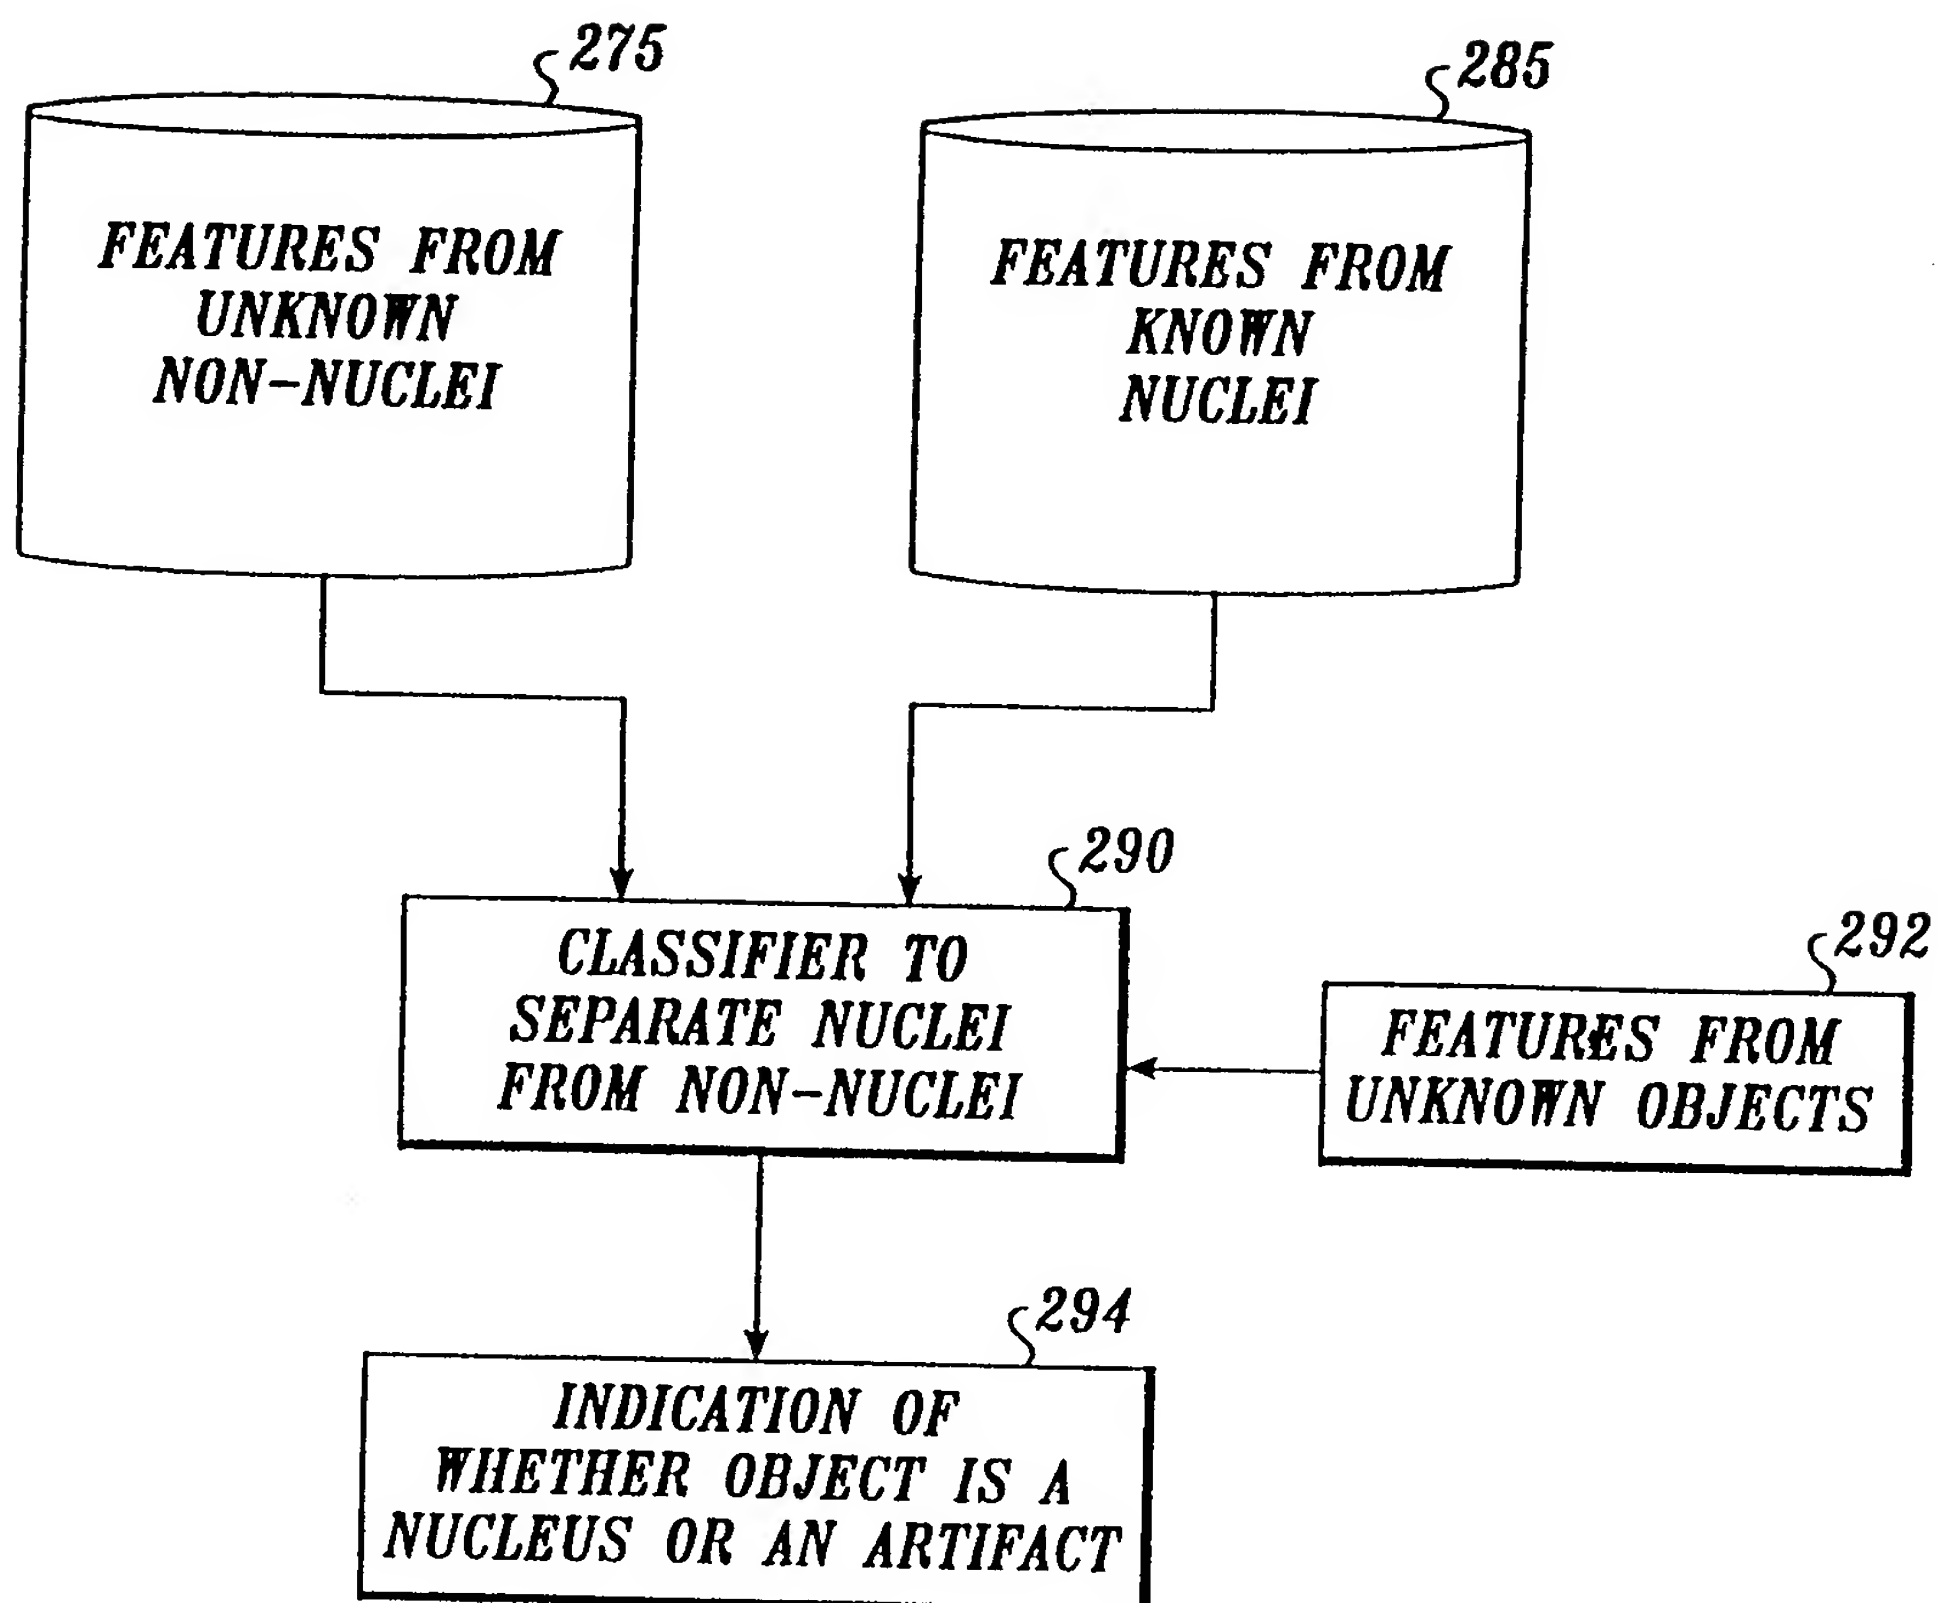 275
FEATURES FROM
UNKNOWN
NON-NUCLEI
285
FEATURES FROM
KNOWN
NUCLEI
290
CLASSIFIER TO
SEPARATE NUCLEI
FROM NON-NUCLEI
292
FEATURES FROM
UNKNOWN OBJECTS
294
INDICATION OF
WHETHER OBJECT IS A
NUCLEUS OR AN ARTIFACT